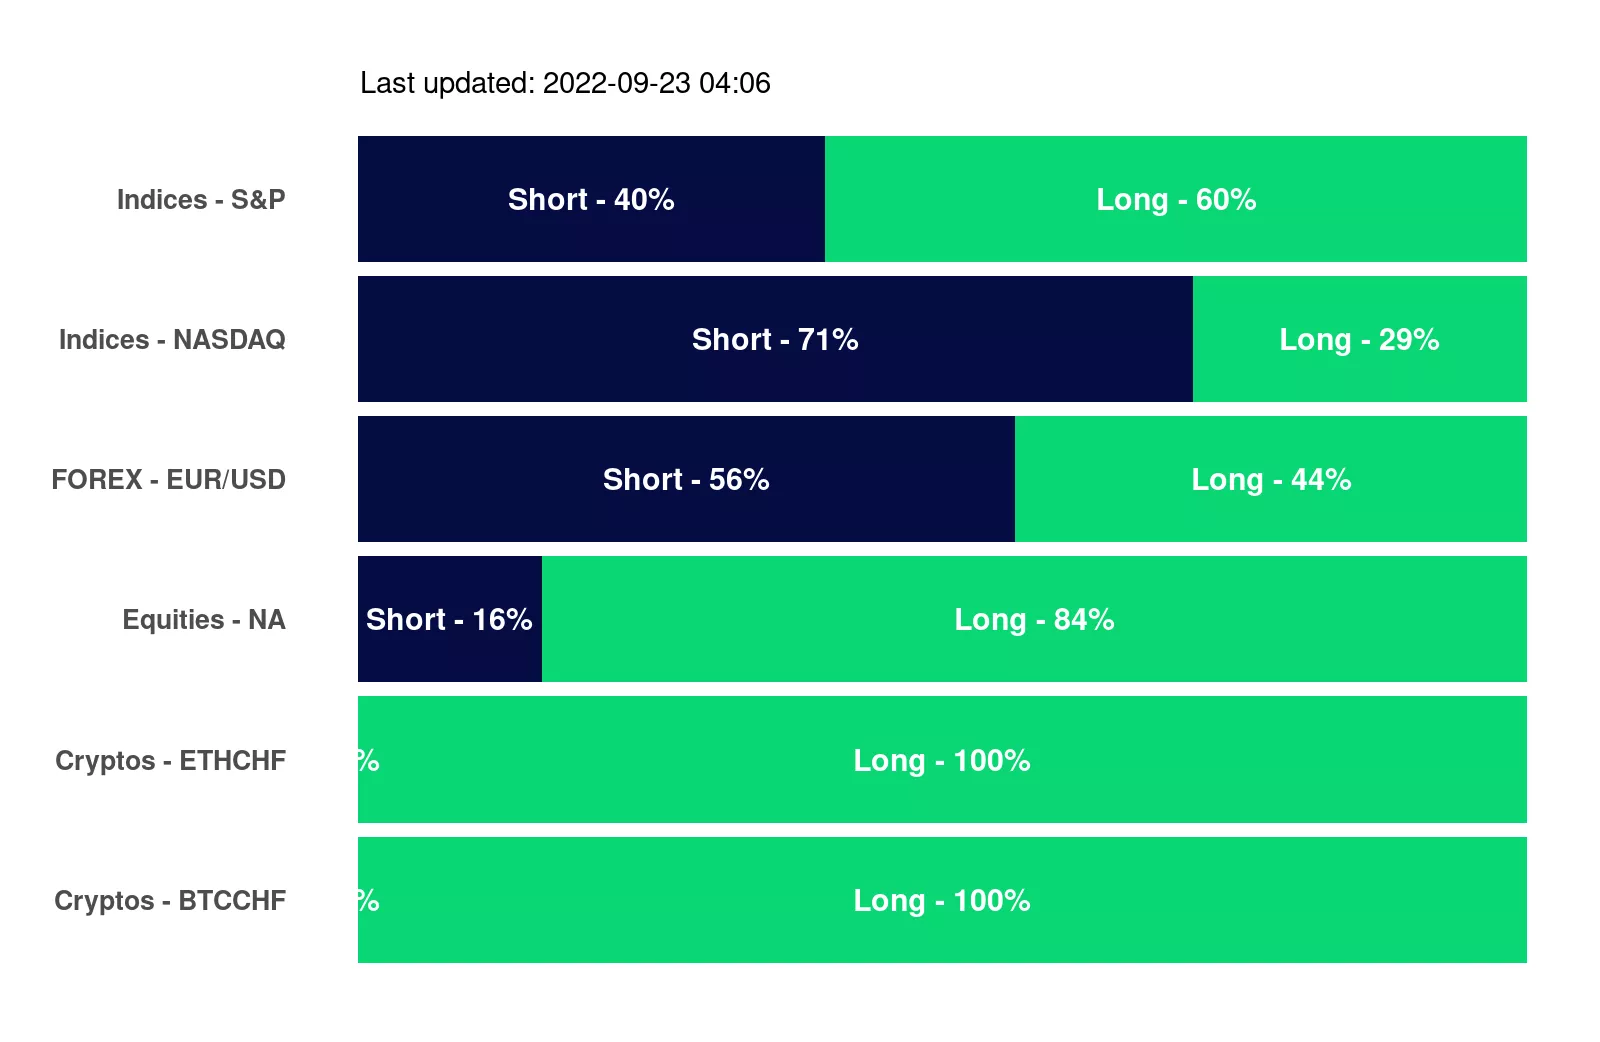 Last updated: 2022-09-23 04:06
Indices - S&P Short - 40% Long - 60%
Indices - NASDAQ Short - 71% Long - 29%
FOREX - EUR/USD Short - 56% Long - 44%
Equities - NA Short - 16% Long - 84%
Cryptos - ETHCHF % Long - 100%
Cryptos - BTCCHF % Long - 100%